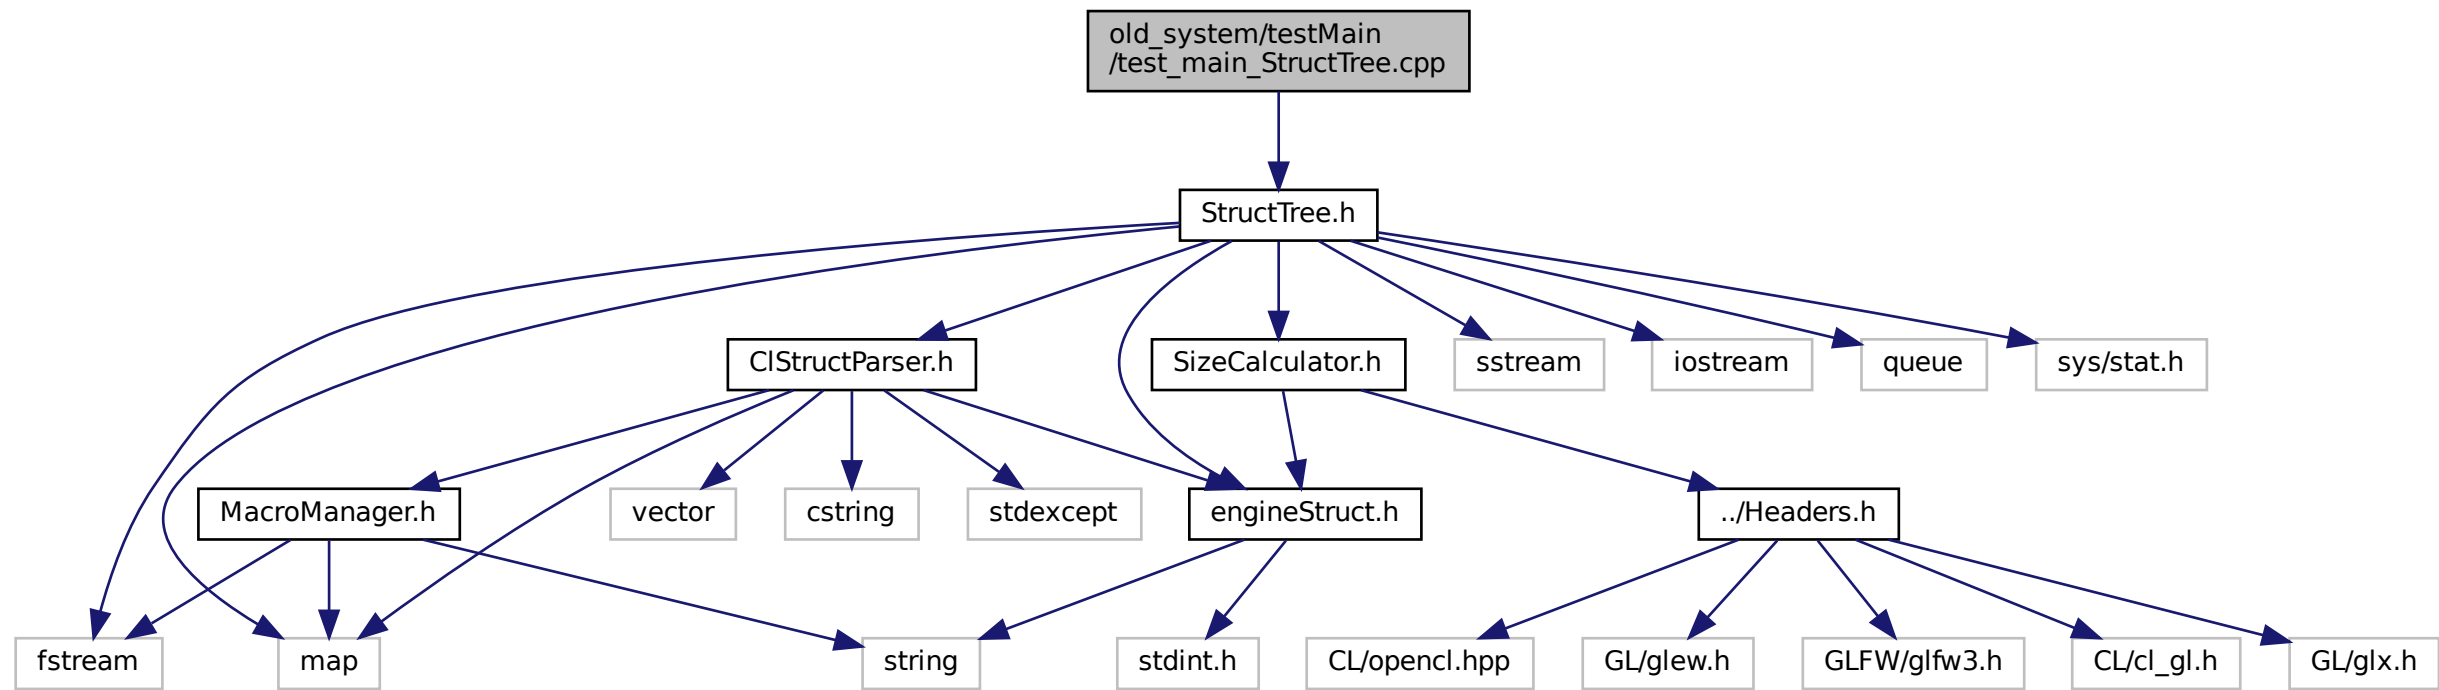 old_system/testMain
/test_main_StructTree.cpp
StructTree.h
ClStructParser.h
SizeCalculator.h
sstream
iostream
queue
sys/stat.h
MacroManager.h
vector
cstring
stdexcept
engineStruct.h
../Headers.h
fstream
map
string
stdint.h
CL/opencl.hpp
GL/glew.h
GLFW/glfw3.h
CL/cl_gl.h
GL/glx.h